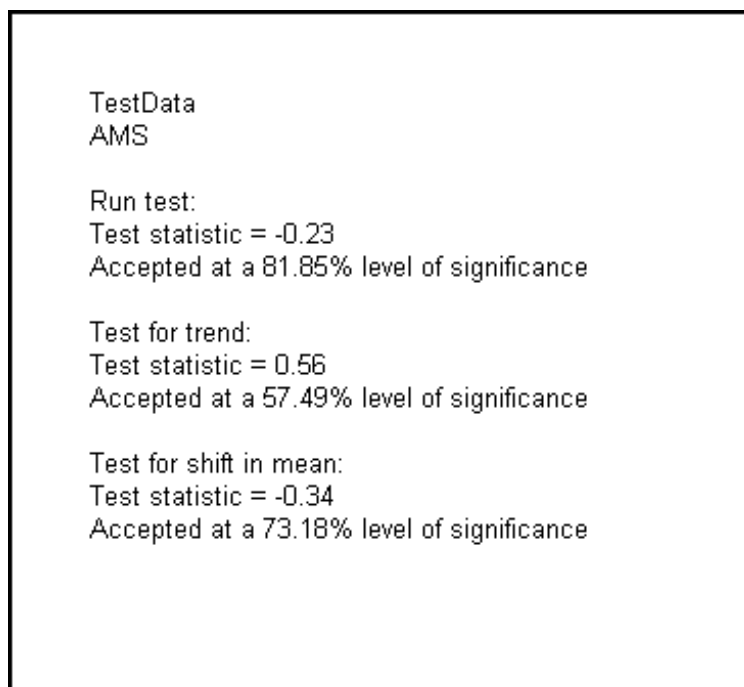 TestData
AMS
Run test:
Test statistic = -0.23
Accepted at a 81.85% level of significance
Test for trend:
Test statistic = 0.56
Accepted at a 57.49% level of significance
Test for shift in mean:
Test statistic = -0.34
Accepted at a 73.18% level of significance